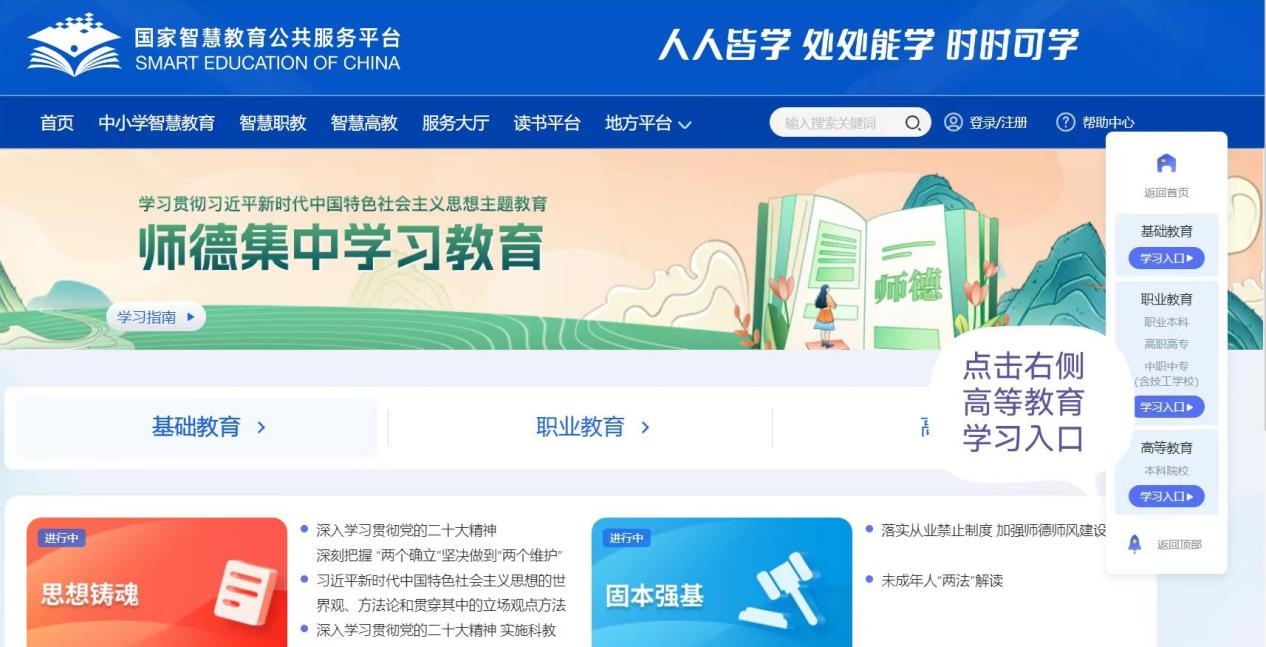 国家智慧教育公共服务平台
SMART EDUCATION OF CHINA
人人皆学 处处能学 时时可学
首页 中小学智慧教育 智慧职教 智慧高教 服务大厅 读书平台 地方平台
输入搜索关键词
登录/注册
帮助中心
学习贯彻习近平新时代中国特色社会主义思想主题教育
师德集中学习教育
学习指南
师德
返回首页
基础教育
学习入口
职业教育
职业本科
高职高专
中职中专
(含技工学校)
学习入口
高等教育
本科院校
学习入口
返回顶部
点击右侧
高等教育
学习入口
基础教育
职业教育
进行中
思想铸魂
深入学习贯彻党的二十大精神
深刻把握 “两个确立”坚决做到“两个维护”
习近平新时代中国特色社会主义思想的世
界观、方法论和贯穿其中的立场观点方法
深入学习贯彻党的二十大精神 实施科教
进行中
固本强基
落实从业禁止制度 加强师德师风建设
未成年人“两法”解读